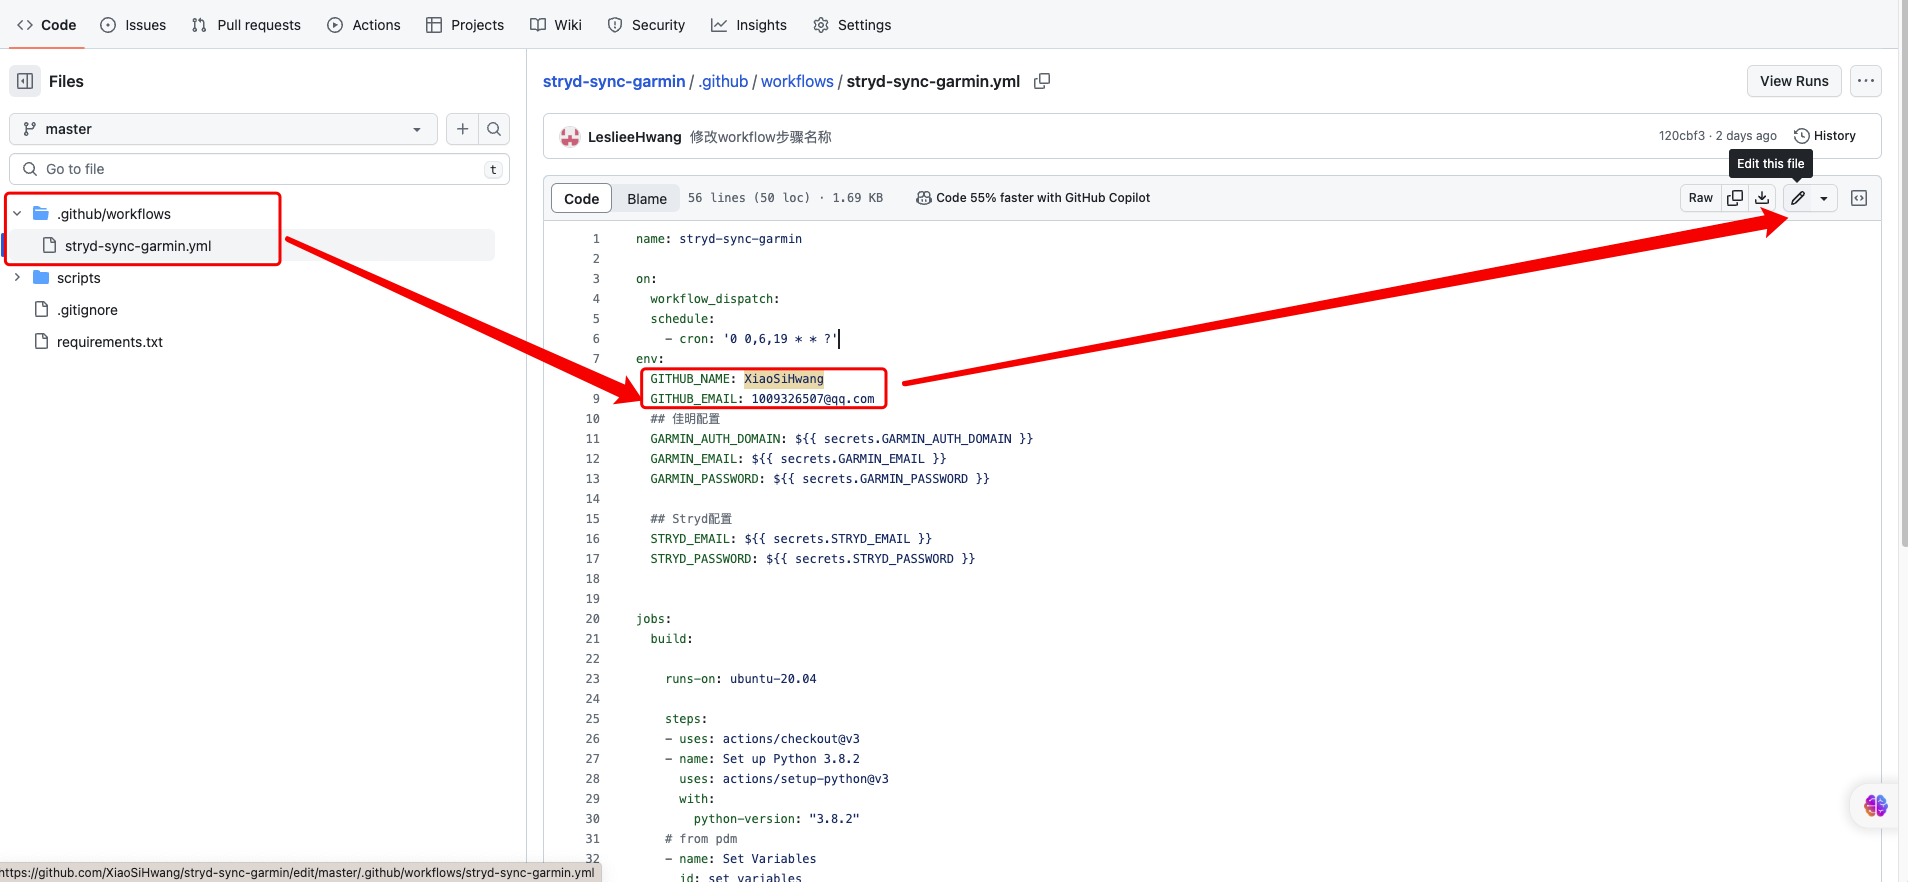 Code Issues Pull requests Actions Projects Wiki Security Insights Settings
Files
master
Go to file t
.github/workflows
stryd-sync-garmin.yml
scripts
.gitignore
requirements.txt
stryd-sync-garmin / .github / workflows / stryd-sync-garmin.yml
View Runs
LeslieeHwang 修改workflow步骤名称
120cbf3 · 2 days ago History
Edit this file
Code Blame 56 lines (50 loc) · 1.69 KB Code 55% faster with GitHub Copilot Raw
1 name: stryd-sync-garmin
2
3 on:
4 workflow_dispatch:
5 schedule:
6 - cron: '0 0,6,19 * * ?'
7 env:
GITHUB_NAME: XiaoSiHwang
9 GITHUB_EMAIL: 1009326507@qq.com
10 ## 佳明配置
11 GARMIN_AUTH_DOMAIN: ${{ secrets.GARMIN_AUTH_DOMAIN }}
12 GARMIN_EMAIL: ${{ secrets.GARMIN_EMAIL }}
13 GARMIN_PASSWORD: ${{ secrets.GARMIN_PASSWORD }}
14
15 ## Stryd配置
16 STRYD_EMAIL: ${{ secrets.STRYD_EMAIL }}
17 STRYD_PASSWORD: ${{ secrets.STRYD_PASSWORD }}
18
19
20 jobs:
21 build:
22
23 runs-on: ubuntu-20.04
24
25 steps:
26 - uses: actions/checkout@v3
27 - name: Set up Python 3.8.2
28 uses: actions/setup-python@v3
29 with:
30 python-version: "3.8.2"
31 # from pdm
32 - name: Set Variables
id: set_variables
https://github.com/XiaoSiHwang/stryd-sync-garmin/edit/master/.github/workflows/stryd-sync-garmin.yml